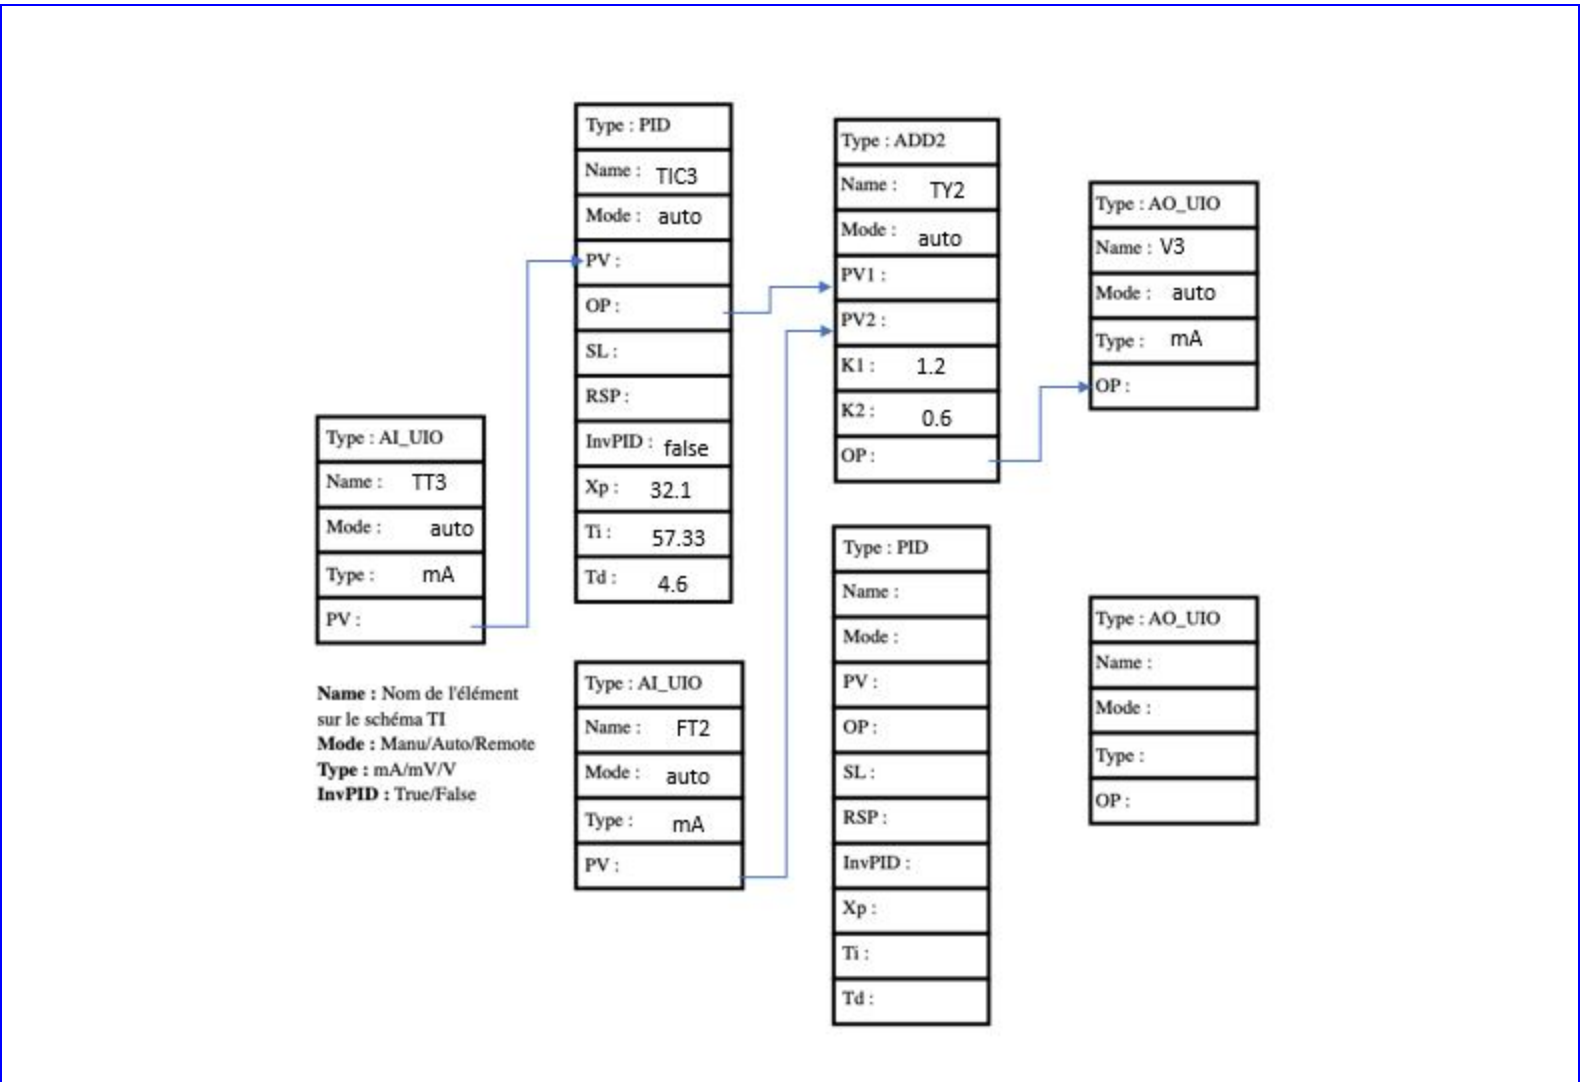 Type : PID
Name : TIC3
Mode : auto
PV :
OP :
SL :
RSP :
InvPID : false
Xp : 32.1
Ti : 57.33
Td : 4.6
Type : ADD2
Name : TY2
Mode : auto
PV1 :
PV2 :
K1 : 1.2
K2 : 0.6
OP :
Type : AO_UIO
Name : V3
Mode : auto
Type : mA
OP :
Type : AI_UIO
Name : TT3
Mode : auto
Type : mA
PV :
Name : Nom de l'élément
sur le schéma TI
Mode : Manu/Auto/Remote
Type : mA/mV/V
InvPID : True/False
Type : AI_UIO
Name : FT2
Mode : auto
Type : mA
PV :
Type : PID
Name :
Mode :
PV :
OP :
SL :
RSP :
InvPID :
Xp :
Ti :
Td :
Type : AO_UIO
Name :
Mode :
Type :
OP :